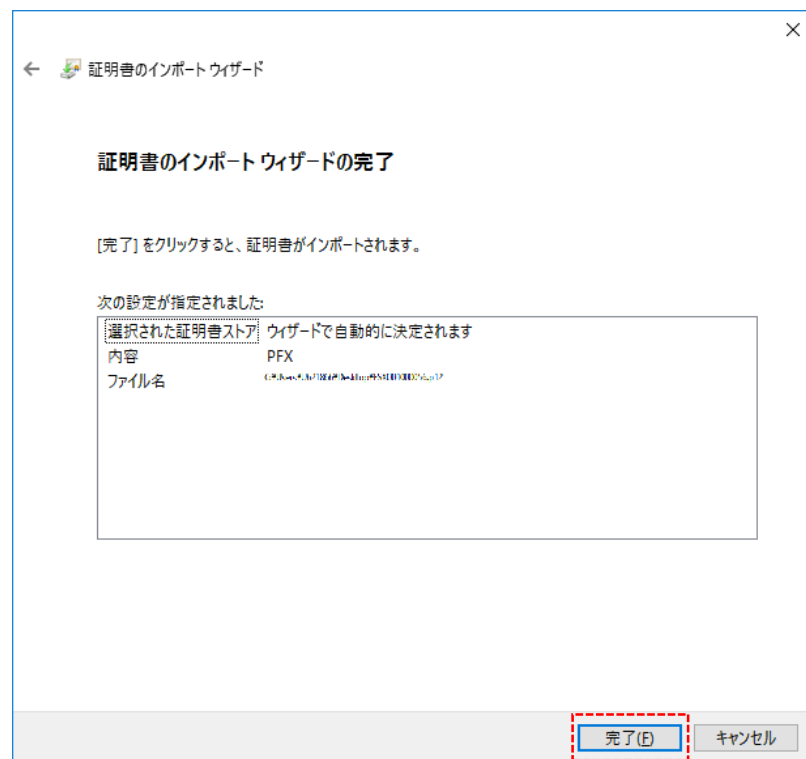 証明書のインポート ウィザード
証明書のインポート ウィザードの完了
[完了] をクリックすると、証明書がインポートされます。
次の設定が指定されました:
選択された証明書ストア ウィザードで自動的に決定されます
内容 PFX
ファイル名
完了(F) キャンセル